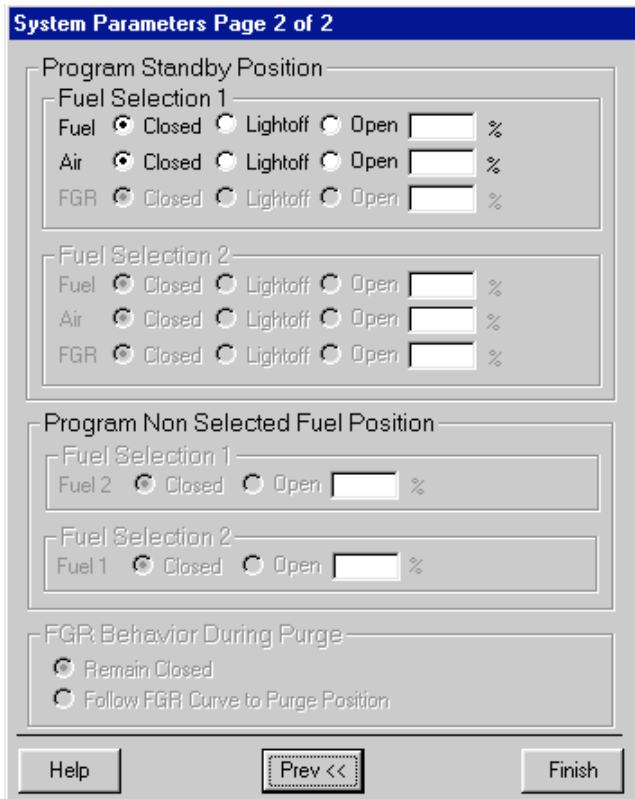 System Parameters Page 2 of 2
Program Standby Position
Fuel Selection 1
Fuel Closed Lightoff Open %
Air Closed Lightoff Open %
FGR Closed Lightoff Open %
Fuel Selection 2
Fuel Closed Lightoff Open %
Air Closed Lightoff Open %
FGR Closed Lightoff Open %
Program Non Selected Fuel Position
Fuel Selection 1
Fuel 2 Closed Open %
Fuel Selection 2
Fuel 1 Closed Open %
FGR Behavior During Purge
Remain Closed
Follow FGR Curve to Purge Position
Help Prev << Finish